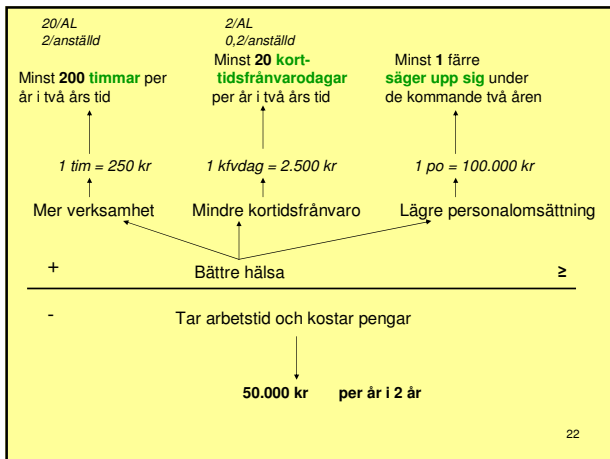 20/AL
2/anställd
Minst 200 timmar per
år i två års tid
2/AL
0,2/anställd
Minst 20 kort-
tidsfrånvarodagar
per år i två års tid
Minst 1 färre
säger upp sig under
de kommande två åren
1 tim = 250 kr
1 kfvdag = 2.500 kr
1 po = 100.000 kr
Mer verksamhet
Mindre kortidsfrånvaro
Lägre personalomsättning
+ Bättre hälsa ≥
- Tar arbetstid och kostar pengar
50.000 kr per år i 2 år
22